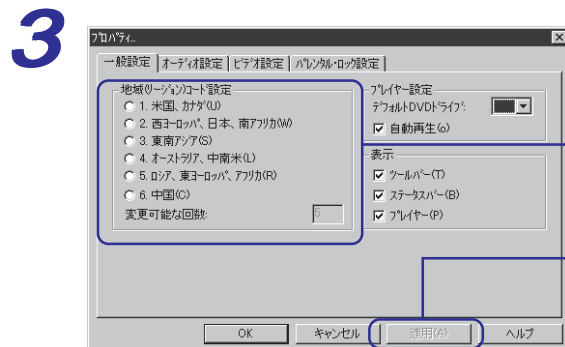 3
プロパティ...
一般設定 オーディオ設定 ビデオ設定 パレンタル・ロック設定
地域(リージョン)コード設定
1. 米国、カナダ(U)
2. 西ヨーロッパ、日本、南アフリカ(W)
3. 東南アジア(S)
4. オーストラリア、中南米(L)
5. ロシア、東ヨーロッパ、アフリカ(R)
6. 中国(C)
変更可能な回数: 5
プレイヤー設定
デフォルトDVDドライブ:
自動再生(o)
表示
ツールバー(T)
ステータスバー(B)
プレイヤー(P)
OK キャンセル 適用(A) ヘルプ